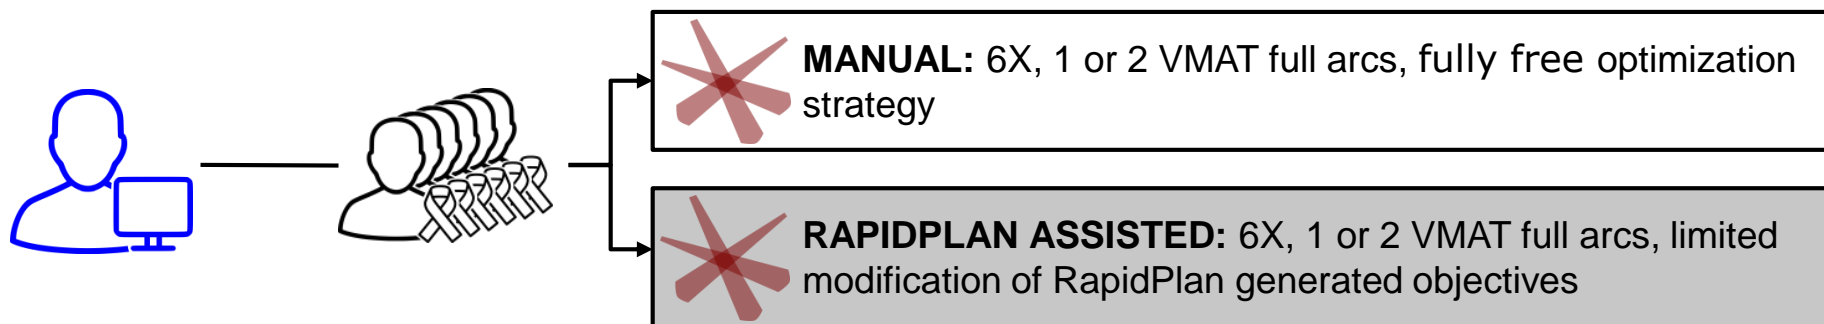 MANUAL: 6X, 1 or 2 VMAT full arcs, fully free optimization
strategy
RAPIDPLAN ASSISTED: 6X, 1 or 2 VMAT full arcs, limited
modification of RapidPlan generated objectives